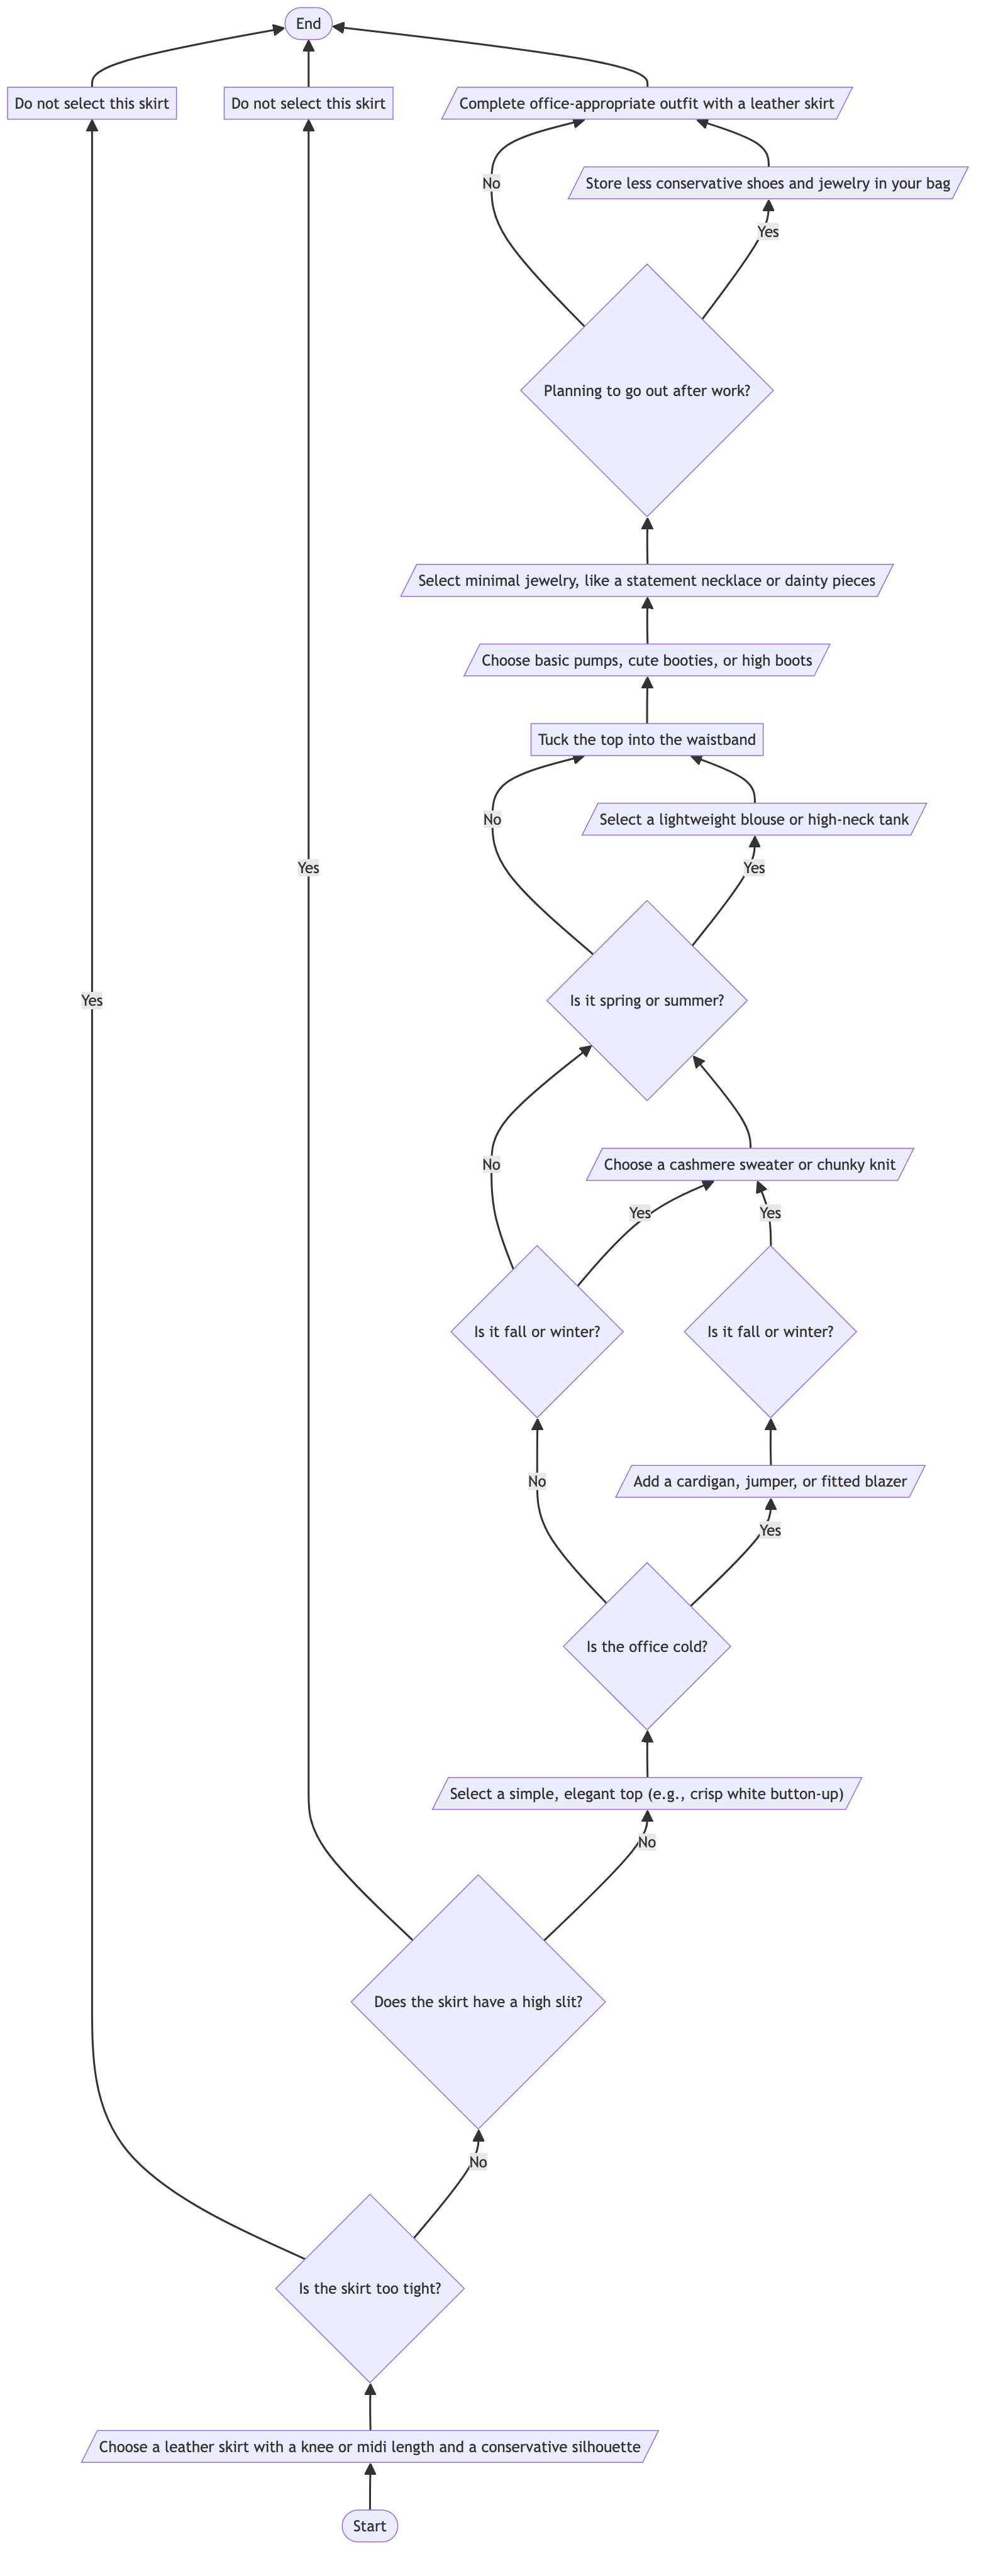 End
Do not select this skirt
Do not select this skirt
Complete office-appropriate outfit with a leather skirt
No
Store less conservative shoes and jewelry in your bag
Yes
Planning to go out after work?
Select minimal jewelry, like a statement necklace or dainty pieces
Choose basic pumps, cute booties, or high boots
Tuck the top into the waistband
No
Select a lightweight blouse or high-neck tank
Yes
Yes
Yes
Is it spring or summer?
No
Choose a cashmere sweater or chunky knit
Yes
Yes
Is it fall or winter?
Is it fall or winter?
No
Add a cardigan, jumper, or fitted blazer
Yes
Is the office cold?
Select a simple, elegant top (e.g., crisp white button-up)
No
Does the skirt have a high slit?
No
Is the skirt too tight?
Choose a leather skirt with a knee or midi length and a conservative silhouette
Start